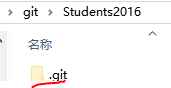 › git › Students2016
名称
.git